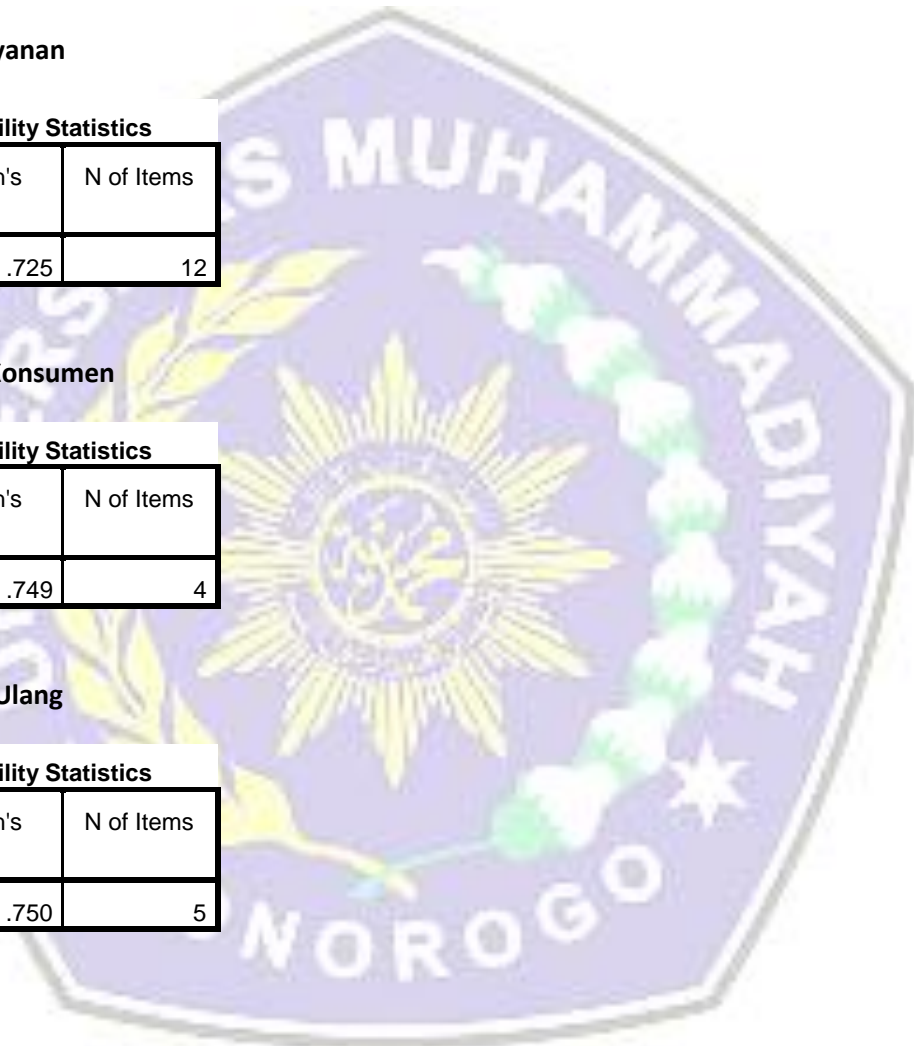 yanan
ility Statistics
n's N of Items
.725 12
Konsumen
ility Statistics
n's N of Items
.749 4
Ulang
ility Statistics
n's N of Items
.750 5
S MUHAMMADIYAH
NOROGO